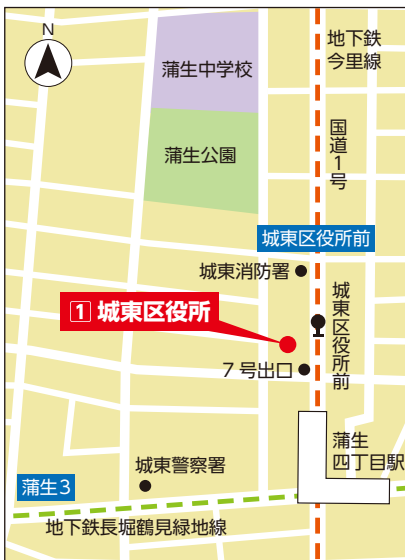 N
地下鉄
今里線
蒲生中学校
国道1号
蒲生公園
城東区役所前
城東消防署
1 城東区役所
城東区役所前
7号出口
蒲生
四丁目駅
城東警察署
蒲生3
地下鉄長堀鶴見緑地線